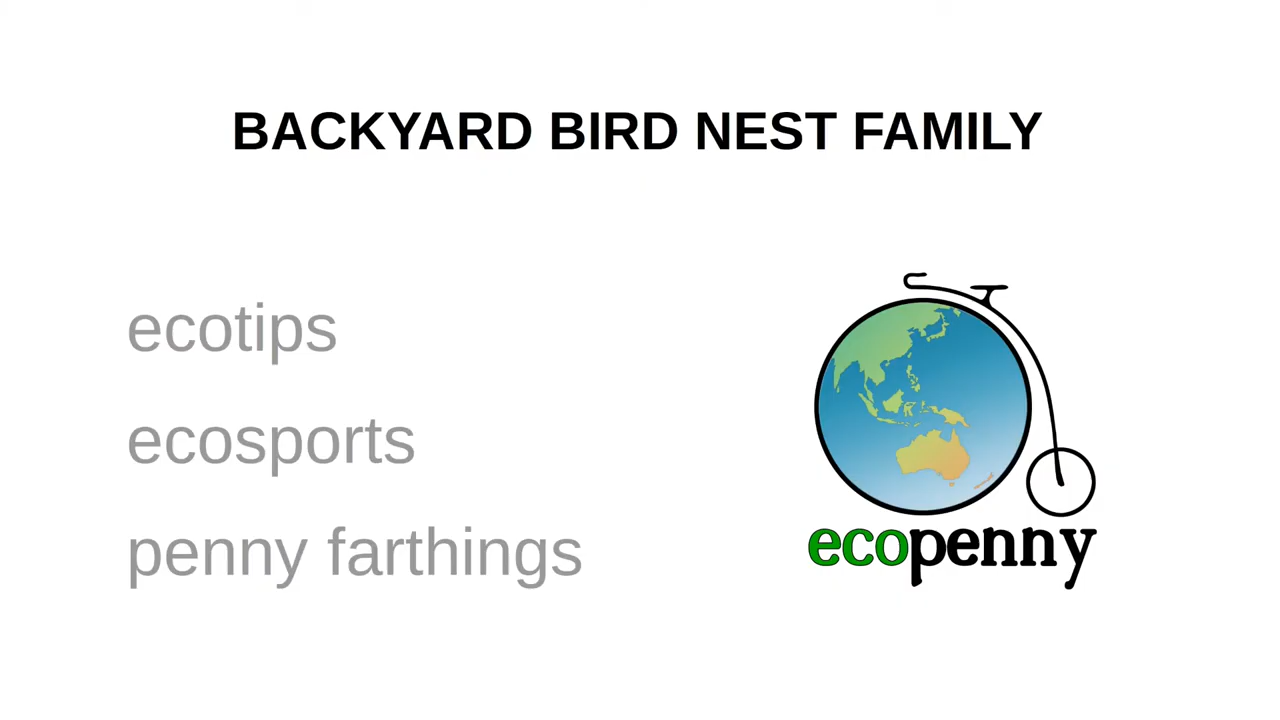 BACKYARD BIRD NEST FAMILY
ecotips
ecosports
penny farthings
ecopenny